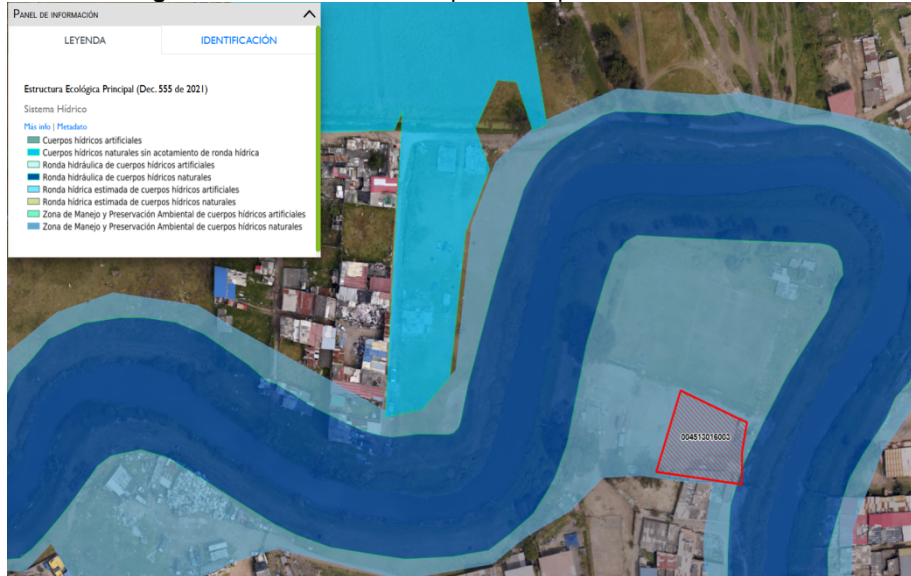 PANEL DE INFORMACIÓN
LEYENDA
IDENTIFICACIÓN
Estructura Ecológica Principal (Dec. 555 de 2021)
Sistema Hídrico
Más info | Metadato
Cuerpos hídricos artificiales
Cuerpos hídricos naturales sin acotamiento de ronda hídrica
Ronda hidráulica de cuerpos hídricos artificiales
Ronda hidráulica de cuerpos hídricos naturales
Ronda hídrica estimada de cuerpos hídricos artificiales
Ronda hídrica estimada de cuerpos hídricos naturales
Zona de Manejo y Preservación Ambiental de cuerpos hídricos artificiales
Zona de Manejo y Preservación Ambiental de cuerpos hídricos naturales
004513016003